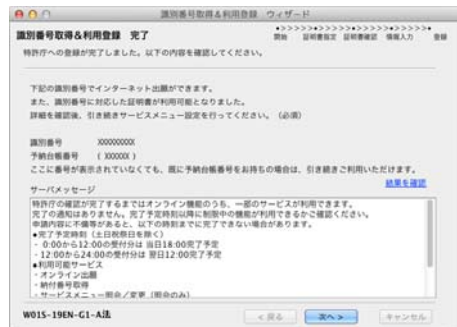 識別番号取得&利用登録 ウィザード
識別番号取得&利用登録 完了
●>>>>>●>>>>>●>>>>>●>>>>>●
開始 証明書指定 証明書確認 情報入力 登録
特許庁への登録が完了しました。以下の内容を確認してください。
下記の識別番号でインターネット出願ができます。
また、識別番号に対応した証明書が利用可能となりました。
詳細を確認後、引き続きサービスメニュー設定を行ってください。(必須)
識別番号 XXXXXXXXX
予納台帳番号 ( XXXXXX )
ここに番号が表示されていなくても、既に予納台帳番号をお持ちの場合は、引き続きご利用いただけます。
サーバメッセージ
結果を確認
特許庁の確認が完了するまではオンライン機能のうち、一部のサービスが利用できます。
完了の通知はありません。完了予定時刻以降に制限中の機能が利用できるかご確認ください。
申請内容に不備等があると、以下の時刻までに完了できない場合があります。
●完了予定時刻(土日祝祭日を除く)
・ 0:00から12:00の受付分は 当日18:00完了予定
・12:00から24:00の受付分は 翌日12:00完了予定
●利用可能サービス
・オンライン出願
・納付番号取得
・サービスメニュー照会/変更(照会のみ)
W01S-19EN-G1-A法
<戻る
次へ>
キャンセル